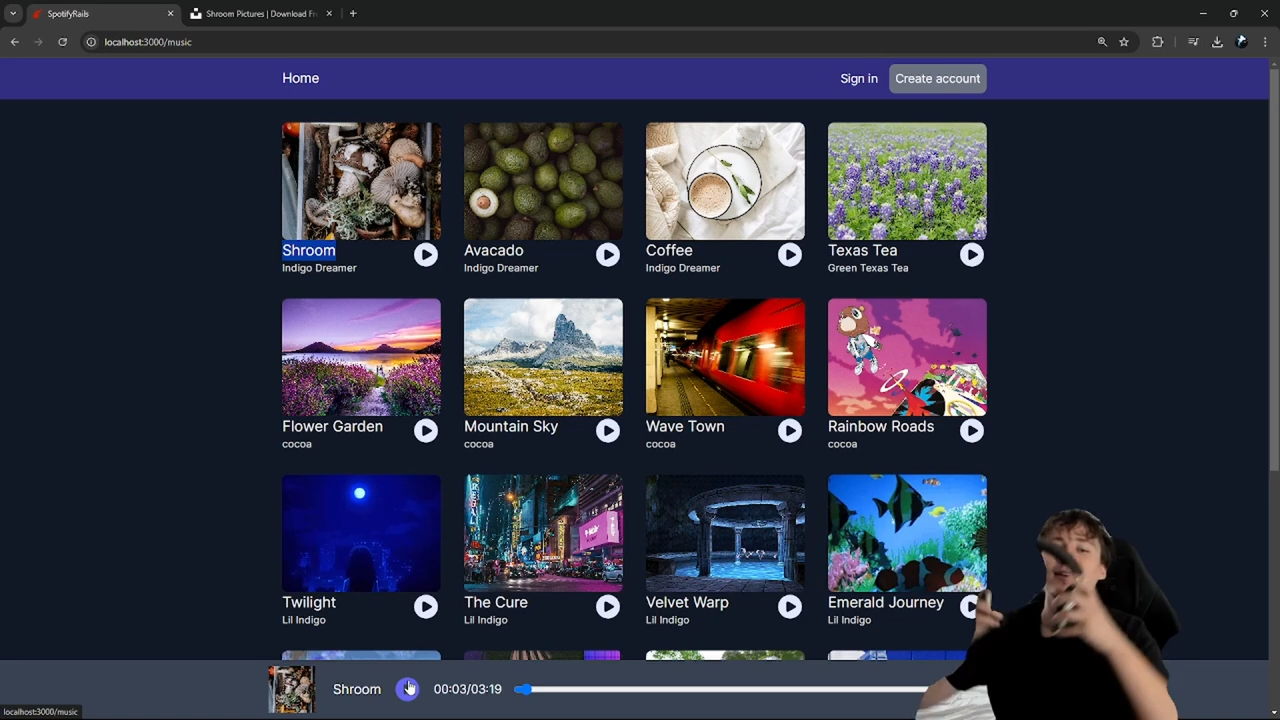 SpotifyRails
Shroom Pictures | Download Fr
localhost:3000/music
Home
Sign in
Create account
Shroom
Indigo Dreamer
Avacado
Indigo Dreamer
Coffee
Indigo Dreamer
Texas Tea
Green Texas Tea
Flower Garden
cocoa
Mountain Sky
cocoa
Wave Town
cocoa
Rainbow Roads
cocoa
Twilight
Lil Indigo
The Cure
Lil Indigo
Velvet Warp
Lil Indigo
Emerald Journey
Lil Indigo
Shroom
00:03/03:19
localhost:3000/music